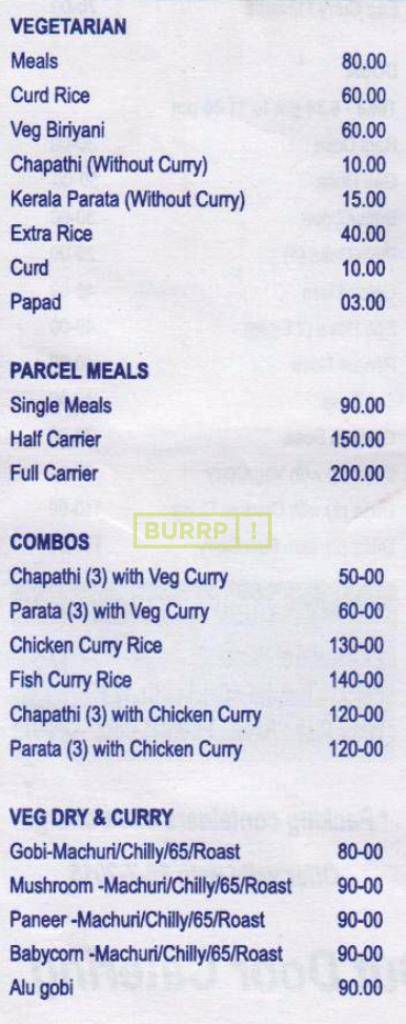 VEGETARIAN
Meals 80.00
Curd Rice 60.00
Veg Biriyani 60.00
Chapathi (Without Curry) 10.00
Kerala Parata (Without Curry) 15.00
Extra Rice 40.00
Curd 10.00
Papad 03.00
PARCEL MEALS
Single Meals 90.00
Half Carrier 150.00
Full Carrier 200.00
BURRP !
COMBOS
Chapathi (3) with Veg Curry 50-00
Parata (3) with Veg Curry 60-00
Chicken Curry Rice 130-00
Fish Curry Rice 140-00
Chapathi (3) with Chicken Curry 120-00
Parata (3) with Chicken Curry 120-00
VEG DRY & CURRY
Gobi-Machuri/Chilly/65/Roast 80-00
Mushroom -Machuri/Chilly/65/Roast 90-00
Paneer -Machuri/Chilly/65/Roast 90-00
Babycorn -Machuri/Chilly/65/Roast 90-00
Alu gobi 90.00